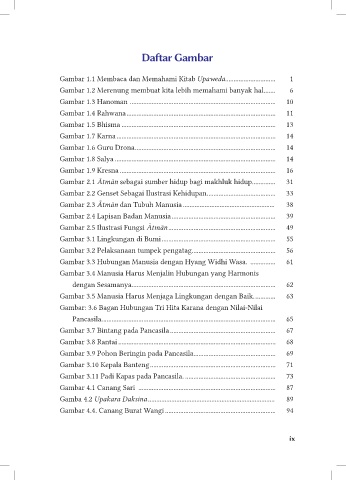 Daftar Gambar
Gambar 1.1 Membaca dan Memahami Kitab Upaweda............................ 1
Gambar 1.2 Merenung membuat kita lebih memahami banyak hal....... 6
Gambar 1.3 Hanoman ................................................................................ 10
Gambar 1.4 Rahwana................................................................................... 11
Gambar 1.5 Bhisma ..................................................................................... 13
Gambar 1.7 Karna ........................................................................................ 14
Gambar 1.6 Guru Drona.............................................................................. 14
Gambar 1.8 Salya ......................................................................................... 14
Gambar 1.9 Kresna ...................................................................................... 16
Gambar 2.1 Ātmān sebagai sumber hidup bagi makhluk hidup............. 31
Gambar 2.2 Genset Sebagai Ilustrasi Kehidupan...................................... 33
Gambar 2.3 Ātmān dan Tubuh Manusia................................................... 38
Gambar 2.4 Lapisan Badan Manusia.......................................................... 39
Gambar 2.5 Ilustrasi Fungsi Ātmān........................................................... 49
Gambar 3.1 Lingkungan di Bumi............................................................... 55
Gambar 3.2 Pelaksanaan tumpek pengatag.............................................. 56
Gambar 3.3 Hubungan Manusia dengan Hyang Widhi Wasa. .............. 61
Gambar 3.4 Manusia Harus Menjalin Hubungan yang Harmonis
dengan Sesamanya................................................................................ 62
Gambar 3.5 Manusia Harus Menjaga Lingkungan dengan Baik. ........... 63
Gambar: 3.6 Bagan Hubungan Tri Hita Karana dengan Nilai-Nilai
Pancasila................................................................................................. 65
Gambar 3.7 Bintang pada Pancasila........................................................... 67
Gambar 3.8 Rantai........................................................................................ 68
Gambar 3.9 Pohon Beringin pada Pancasila............................................. 69
Gambar 3.10 Kepala Banteng...................................................................... 71
Gambar 3.11 Padi Kapas pada Pancasila. .................................................. 73
Gambar 4.1 Canang Sari ............................................................................ 87
Gamba 4.2 Upakara Daksina....................................................................... 89
Gambar 4.4. Canang Burat Wangi ............................................................. 94
ix